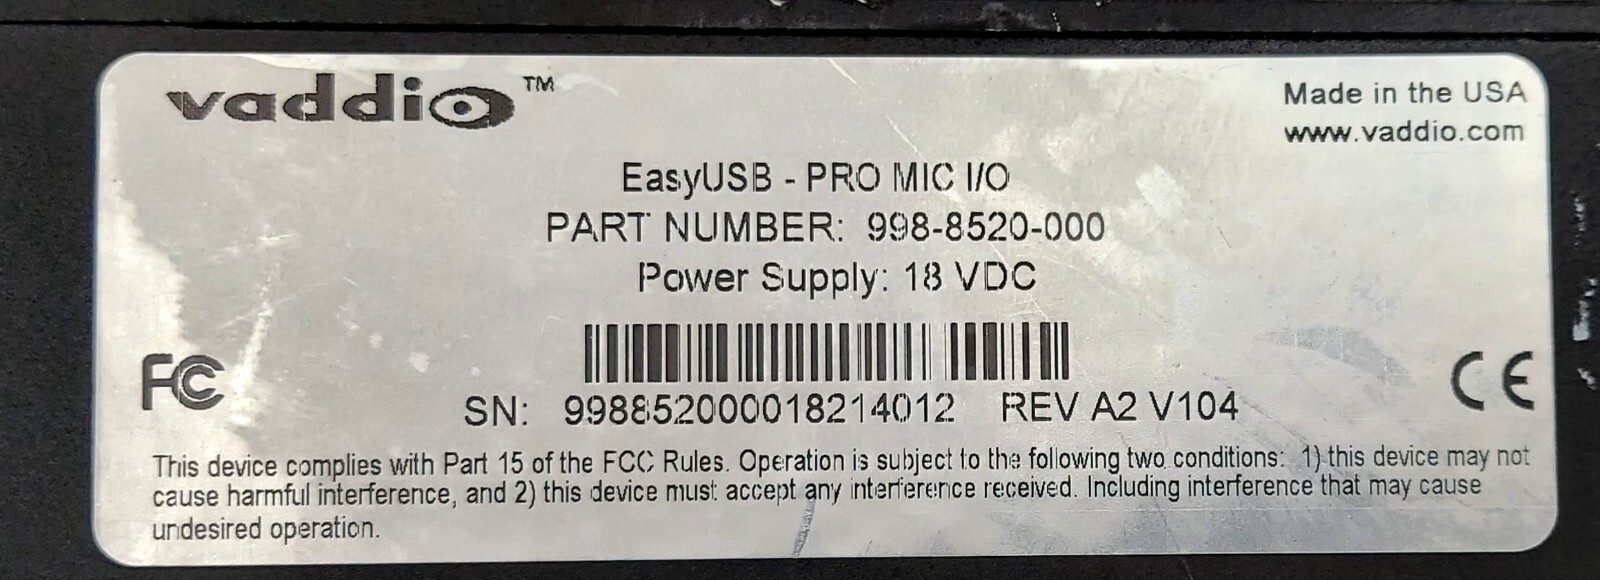 vaddio™
Made in the USA
www.vaddio.com
EasyUSB - PRO MIC I/O
PART NUMBER: 998-8520-000
Power Supply: 18 VDC
FC
CE
SN: 998852000018214012 REV A2 V104
This device complies with Part 15 of the FCC Rules. Operation is subject to the following two conditions: 1) this device may not
cause harmful interference, and 2) this device must accept any interference received. Including interference that may cause
undesired operation.